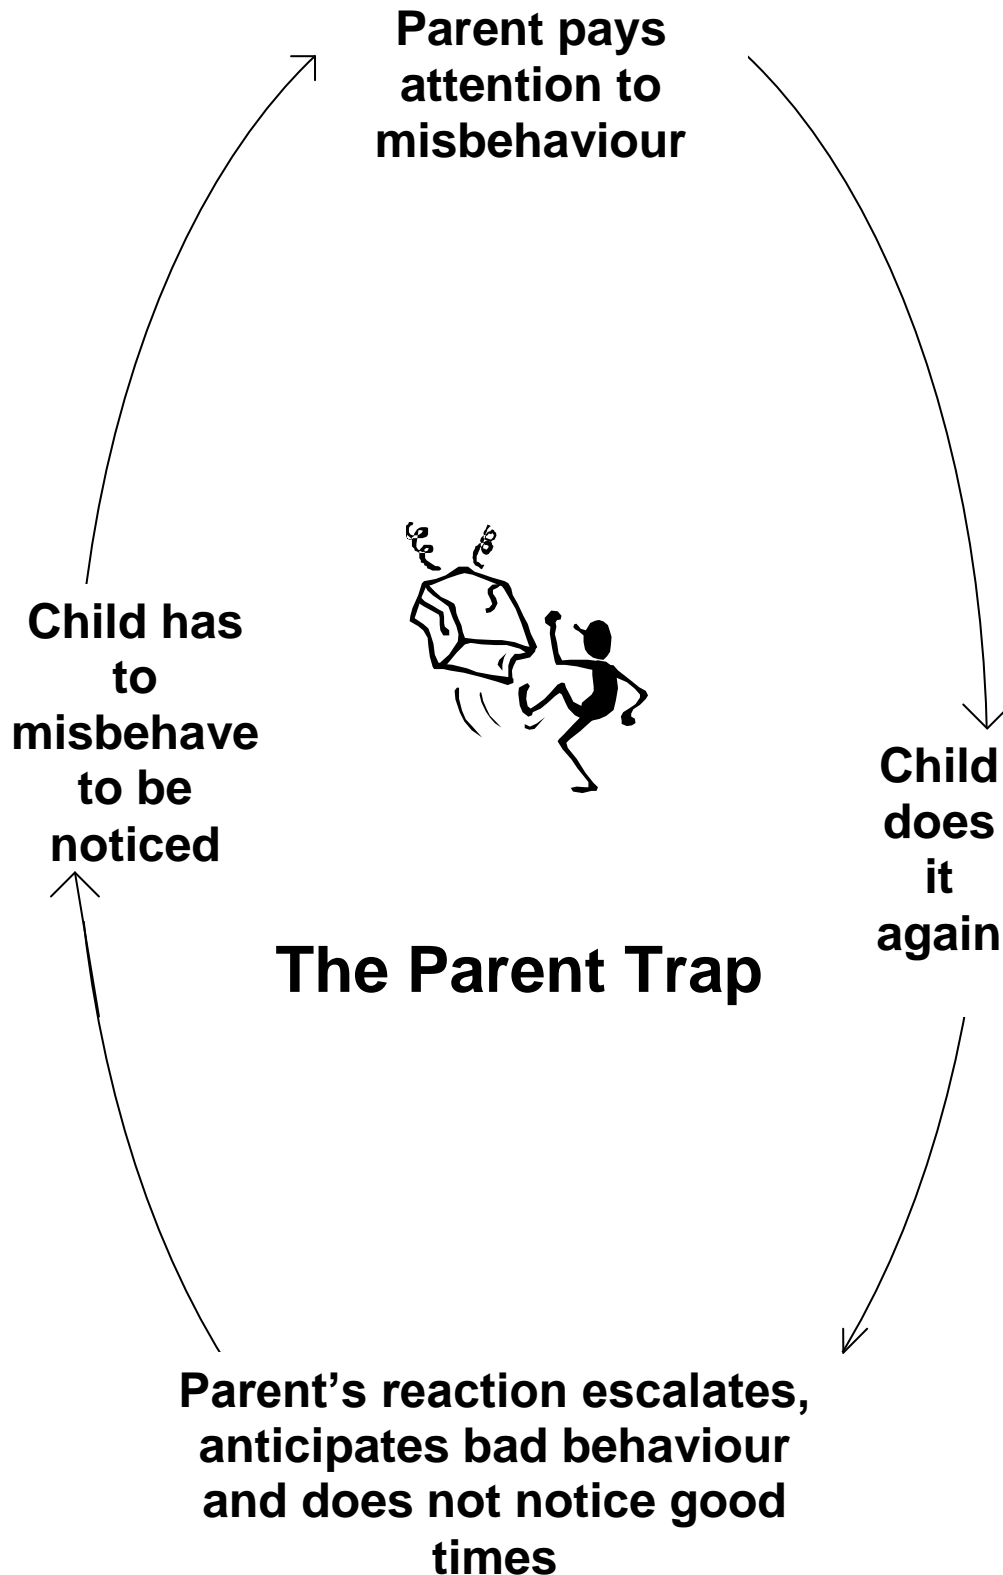 Parent pays
attention to
misbehaviour
Child has
to
misbehave
to be
noticed
Child
does
it
again
The Parent Trap
Parent’s reaction escalates,
anticipates bad behaviour
and does not notice good
times